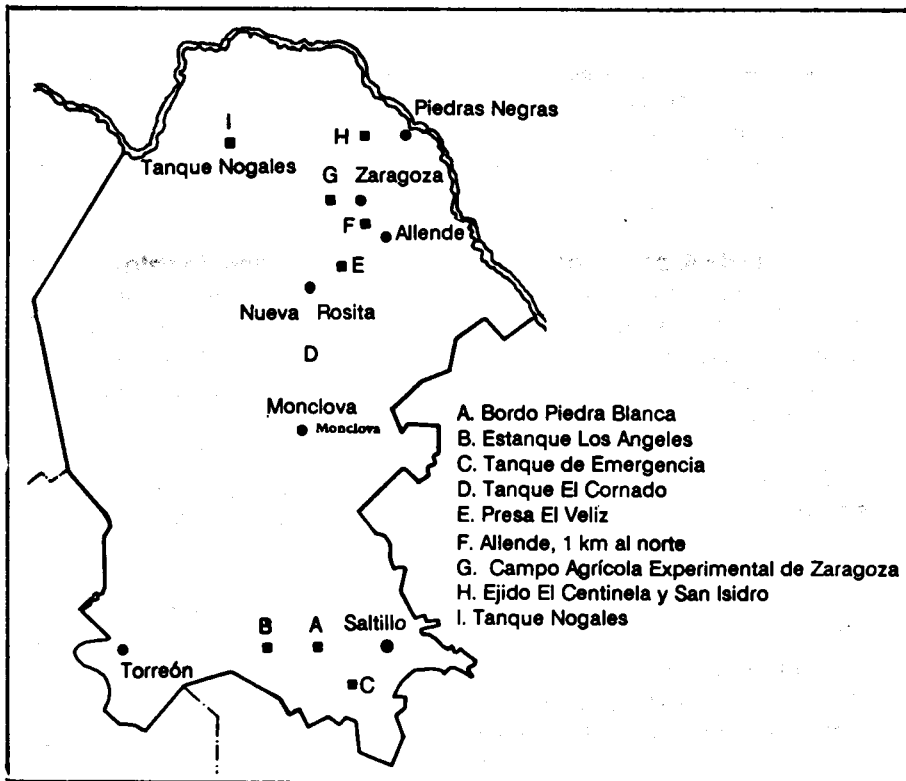 Piedras Negras
I
H
Tanque Nogales
G Zaragoza
F
Allende
E
Nueva Rosita
D
Monclova
Monclova
A. Bordo Piedra Blanca
B. Estanque Los Angeles
C. Tanque de Emergencia
D. Tanque El Cornado
E. Presa El Veliz
F. Allende, 1 km al norte
G. Campo Agrícola Experimental de Zaragoza
H. Ejido El Centinela y San Isidro
I. Tanque Nogales
B A Saltillo
Torreón
C